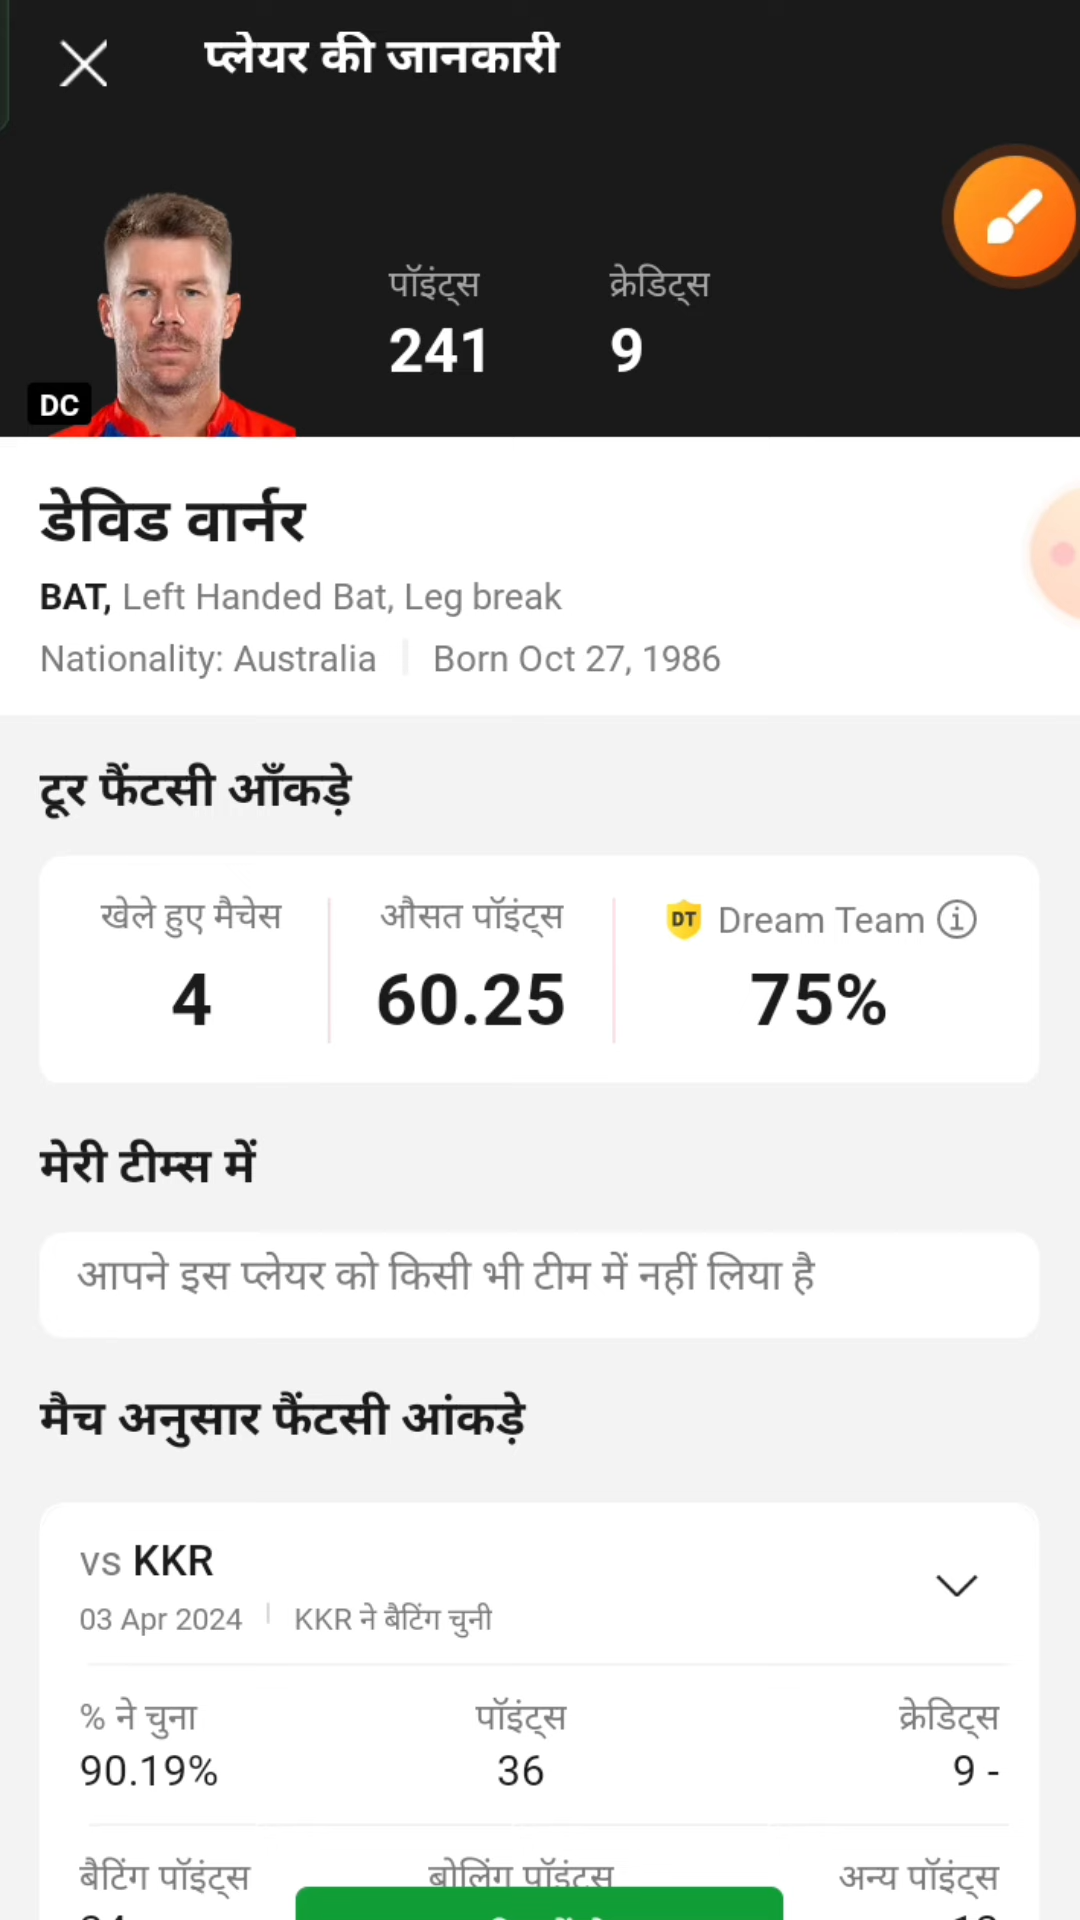 प्लेयर की जानकारी
पॉइंट्स
क्रेडिट्स
241
9
DC
डेविड वार्नर
BAT, Left Handed Bat, Leg break
Nationality: Australia | Born Oct 27, 1986
टूर फैंटसी आँकड़े
खेले हुए मैचेस
औसत पॉइंट्स
DT Dream Team
4
60.25
75%
मेरी टीम्स में
आपने इस प्लेयर को किसी भी टीम में नहीं लिया है
मैच अनुसार फैंटसी आंकड़े
vs KKR
03 Apr 2024 | KKR ने बैटिंग चुनी
% ने चुना
पॉइंट्स
क्रेडिट्स
90.19%
36
9 -
बैटिंग पॉइंट्स
बोलिंग पॉइंट्स
अन्य पॉइंट्स